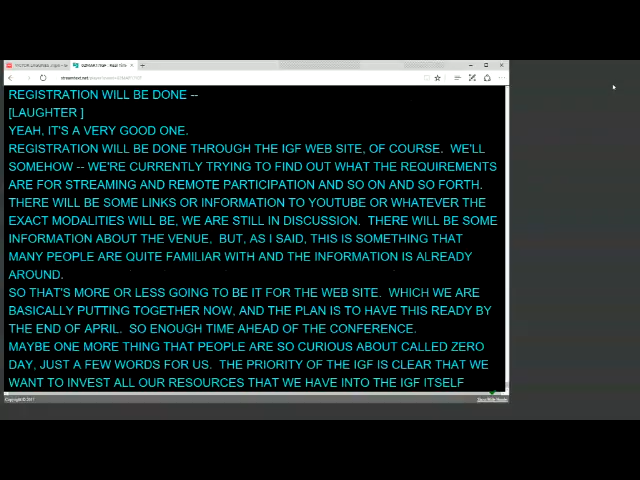 REGISTRATION WILL BE DONE --
[LAUGHTER ]
YEAH, IT'S A VERY GOOD ONE.
REGISTRATION WILL BE DONE THROUGH THE IGF WEB SITE, OF COURSE.  WE'LL
SOMEHOW -- WE'RE CURRENTLY TRYING TO FIND OUT WHAT THE REQUIREMENTS
ARE FOR STREAMING AND REMOTE PARTICIPATION AND SO ON AND SO FORTH.
THERE WILL BE SOME LINKS OR INFORMATION TO YOUTUBE OR WHATEVER THE
EXACT MODALITIES WILL BE, WE ARE STILL IN DISCUSSION.  THERE WILL BE SOME
INFORMATION ABOUT THE VENUE,  BUT, AS I SAID, THIS IS SOMETHING THAT
MANY PEOPLE ARE QUITE FAMILIAR WITH AND THE INFORMATION IS ALREADY
AROUND.
SO THAT'S MORE OR LESS GOING TO BE IT FOR THE WEB SITE.  WHICH WE ARE
BASICALLY PUTTING TOGETHER NOW, AND THE PLAN IS TO HAVE THIS READY BY
THE END OF APRIL.  SO ENOUGH TIME AHEAD OF THE CONFERENCE.
MAYBE ONE MORE THING THAT PEOPLE ARE SO CURIOUS ABOUT CALLED ZERO
DAY, JUST A FEW WORDS FOR US.  THE PRIORITY OF THE IGF IS CLEAR THAT WE
WANT TO INVEST ALL OUR RESOURCES THAT WE HAVE INTO THE IGF ITSELF